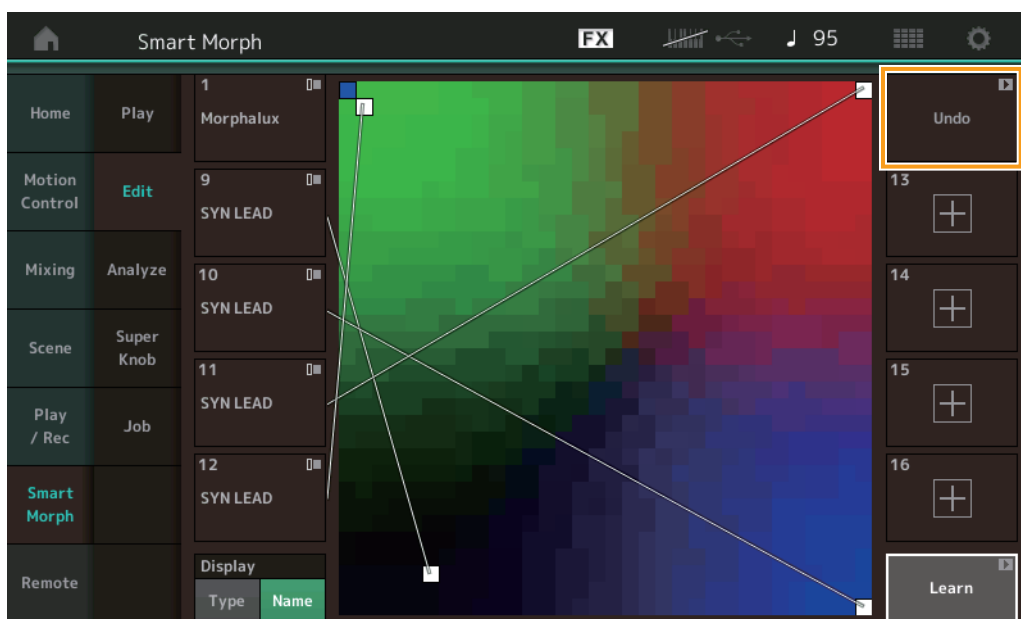 Smart Morph FX ♩ 95
Home
Play
Motion
Control
Edit
Mixing
Analyze
Scene
Super
Knob
Play
/ Rec
Job
Smart
Morph
Remote
1
Morphalux
9
SYN LEAD
10
SYN LEAD
11
SYN LEAD
12
SYN LEAD
Display
Type Name
Undo
13
14
15
16
Learn